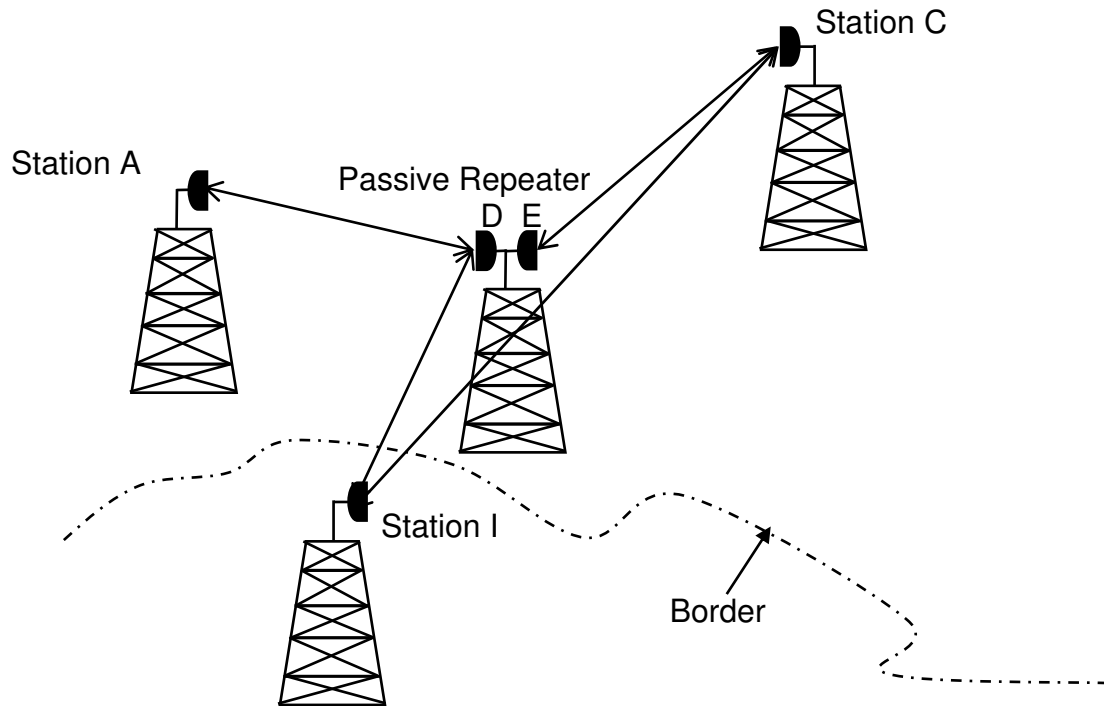 Station C
Station A
Passive Repeater
D E
Station I
Border